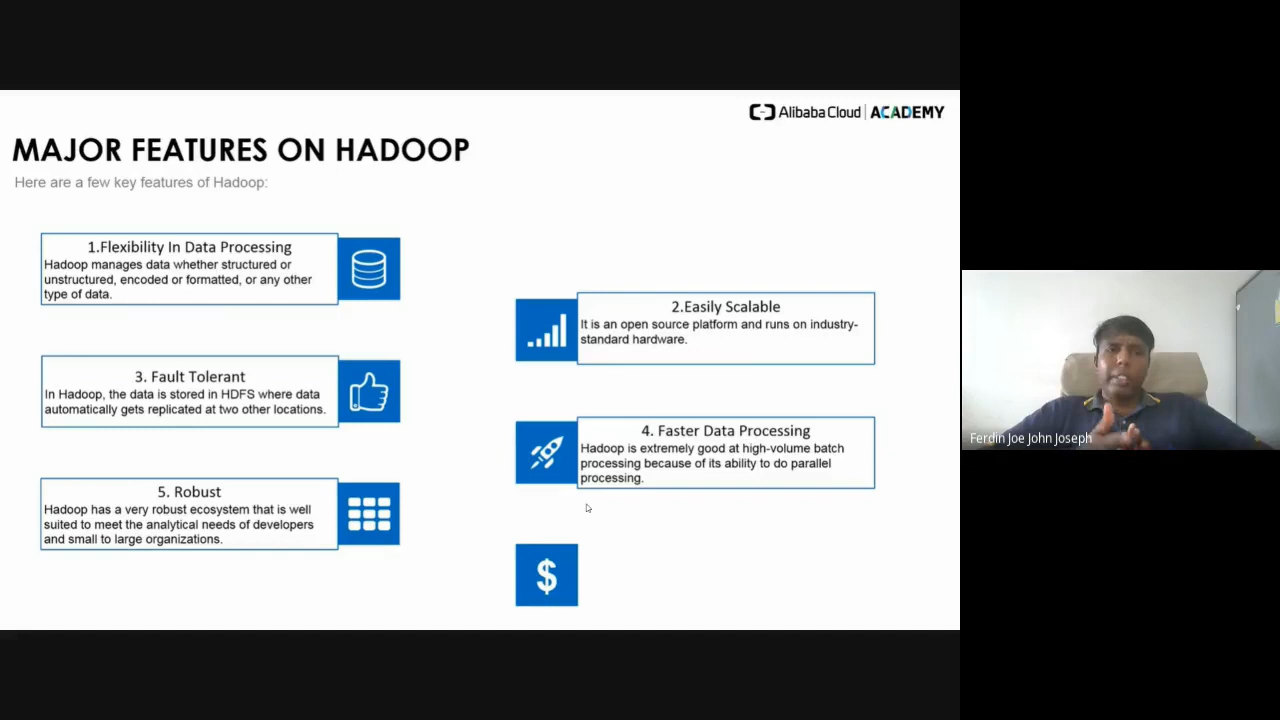 Alibaba Cloud | ACADEMY
MAJOR FEATURES ON HADOOP
Here are a few key features of Hadoop:
1.Flexibility In Data Processing
Hadoop manages data whether structured or
unstructured, encoded or formatted, or any other
type of data.
2.Easily Scalable
It is an open source platform and runs on industry-
standard hardware.
3. Fault Tolerant
In Hadoop, the data is stored in HDFS where data
automatically gets replicated at two other locations.
4. Faster Data Processing
Hadoop is extremely good at high-volume batch
processing because of its ability to do parallel
processing.
5. Robust
Hadoop has a very robust ecosystem that is well
suited to meet the analytical needs of developers
and small to large organizations.
$
Ferdin Joe John Joseph